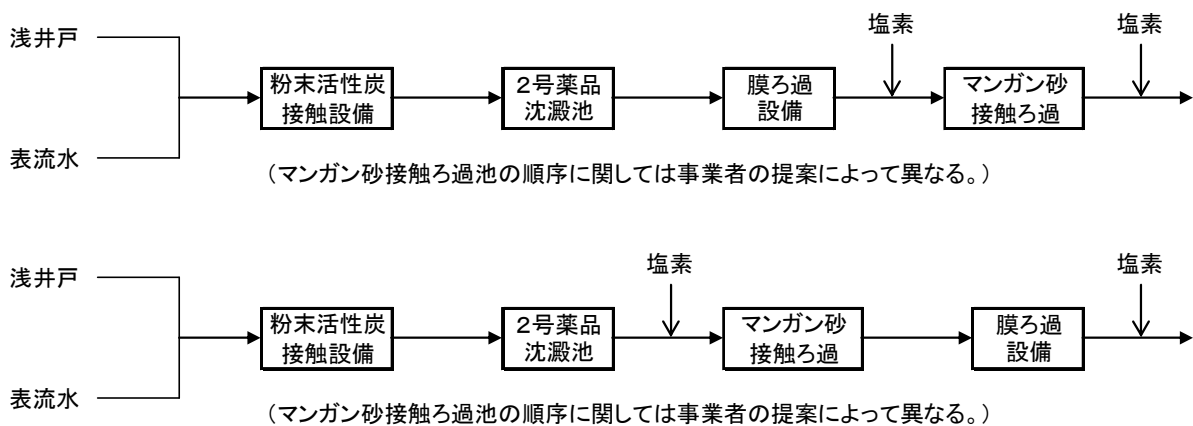 浅井戸
塩素
塩素
粉末活性炭
接触設備
2号薬品
沈澱池
膜ろ過
設備
マンガン砂
接触ろ過
表流水
（マンガン砂接触ろ過池の順序に関しては事業者の提案によって異なる。）
浅井戸
塩素
塩素
粉末活性炭
接触設備
2号薬品
沈澱池
マンガン砂
接触ろ過
膜ろ過
設備
表流水
（マンガン砂接触ろ過池の順序に関しては事業者の提案によって異なる。）